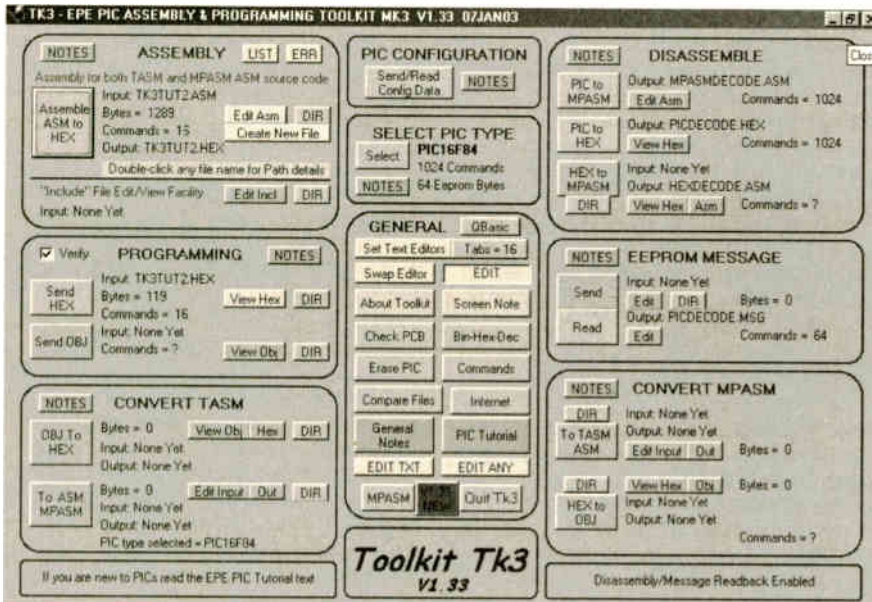 TK3 - EPE PIC ASSEMBLY & PROGRAMMING TOOLKIT MK3 V1.33 07JAN03
NOTES ASSEMBLY LIST ERR
Assembly for both TASM and MPASM ASM source code
Assemble ASM to HEX
Input: TK3TUT2.ASM
Bytes = 1289 Edit Asm DIR
Commands = 16 Create New File
Output: TK3TUT2.HEX
Double-click any file name for Path details
"Include" File Edit/View Facility Edit Incl DIR
Input: None Yet
Verify PROGRAMMING NOTES
Send HEX
Input: TK3TUT2.HEX
Bytes = 119 View Hex DIR
Commands = 16
Send OBJ
Input: None Yet
Commands = ? View Obj DIR
NOTES CONVERT TASM
OBJ To HEX
Bytes = 0 View Obj Hex DIR
Input: None Yet
Output: None Yet
To ASM MPASM
Bytes = 0 Edit Input Out DIR
Input: None Yet
Output: None Yet
PIC type selected = PIC16F84
If you are new to PICs read the EPE PIC Tutorial text
PIC CONFIGURATION
Send/Read Config Data NOTES
SELECT PIC TYPE
Select PIC16F84
1024 Commands
NOTES 64 Eeprom Bytes
GENERAL QBasic
Set Text Editors Tabs = 16
Swap Editor EDIT
About Toolkit Screen Note
Check PCB Bin-Hex-Dec
Erase PIC Commands
Compare Files Internet
General Notes PIC Tutorial
EDIT TXT EDIT ANY
MPASM V1.33 NEW Quit Tk3
Toolkit Tk3
V1.33
NOTES DISASSEMBLE
Clos
PIC to MPASM
Output: MPASMDECODE.ASM
Edit Asm Commands = 1024
PIC to HEX
Output: PICDECODE.HEX
View Hex Commands = 1024
HEX to MPASM
Input: None Yet
Output: HEXDECODE.ASM
DIR View Hex Asm Commands = ?
NOTES EEPROM MESSAGE
Send
Input: None Yet
Edit DIR Bytes = 0
Read
Output: PICDECODE.MSG
Edit Commands = 64
NOTES CONVERT MPASM
DIR Input: None Yet
To TASM ASM
Output: None Yet
Edit Input Out Bytes = 0
DIR View Hex Obj Bytes = 0
HEX to OBJ
Input: None Yet
Output: None Yet
Commands = ?
Disassembly/Message Readback Enabled